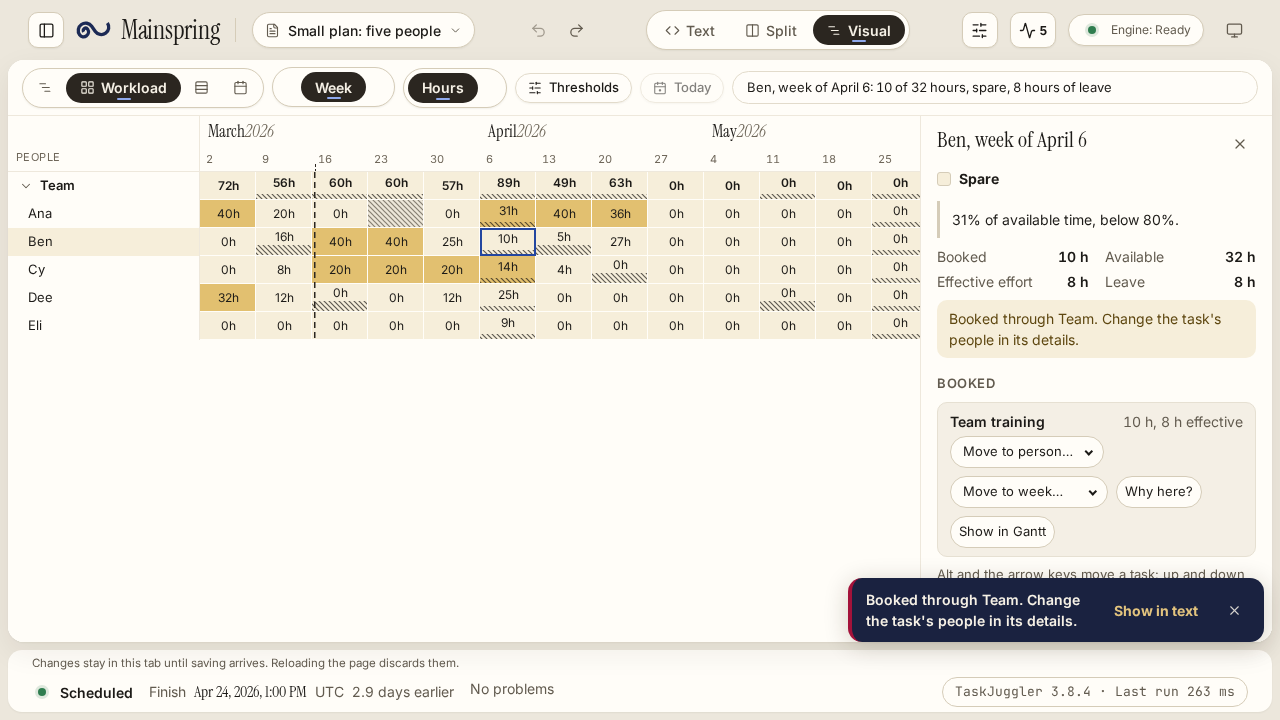 Mainspring
Small plan: five people
Text
Split
Visual
5
Engine: Ready
Workload
Week
Hours
Thresholds
Today
Ben, week of April 6: 10 of 32 hours, spare, 8 hours of leave
March 2026 April 2026 May 2026
PEOPLE 2 9 16 23 30 6 13 20 27 4 11 18 25
Team 72h 56h 60h 60h 57h 89h 49h 63h 0h 0h 0h 0h 0h
Ana 40h 20h 0h 0h 31h 40h 36h 0h 0h 0h 0h 0h
Ben 0h 16h 40h 40h 25h 10h 5h 27h 0h 0h 0h 0h 0h
Cy 0h 8h 20h 20h 20h 14h 4h 0h 0h 0h 0h 0h 0h
Dee 32h 12h 0h 0h 12h 25h 0h 0h 0h 0h 0h 0h 0h
Eli 0h 0h 0h 0h 0h 9h 0h 0h 0h 0h 0h 0h 0h
Ben, week of April 6
Spare
31% of available time, below 80%.
Booked 10 h Available 32 h
Effective effort 8 h Leave 8 h
Booked through Team. Change the task's
people in its details.
BOOKED
Team training 10 h, 8 h effective
Move to person...
Move to week...
Why here?
Show in Gantt
Alt and the arrow keys move a task: up and down
Booked through Team. Change
the task's people in its details.
Show in text
Changes stay in this tab until saving arrives. Reloading the page discards them.
Scheduled Finish Apr 24, 2026, 1:00 PM UTC 2.9 days earlier No problems
TaskJuggler 3.8.4 · Last run 263 ms